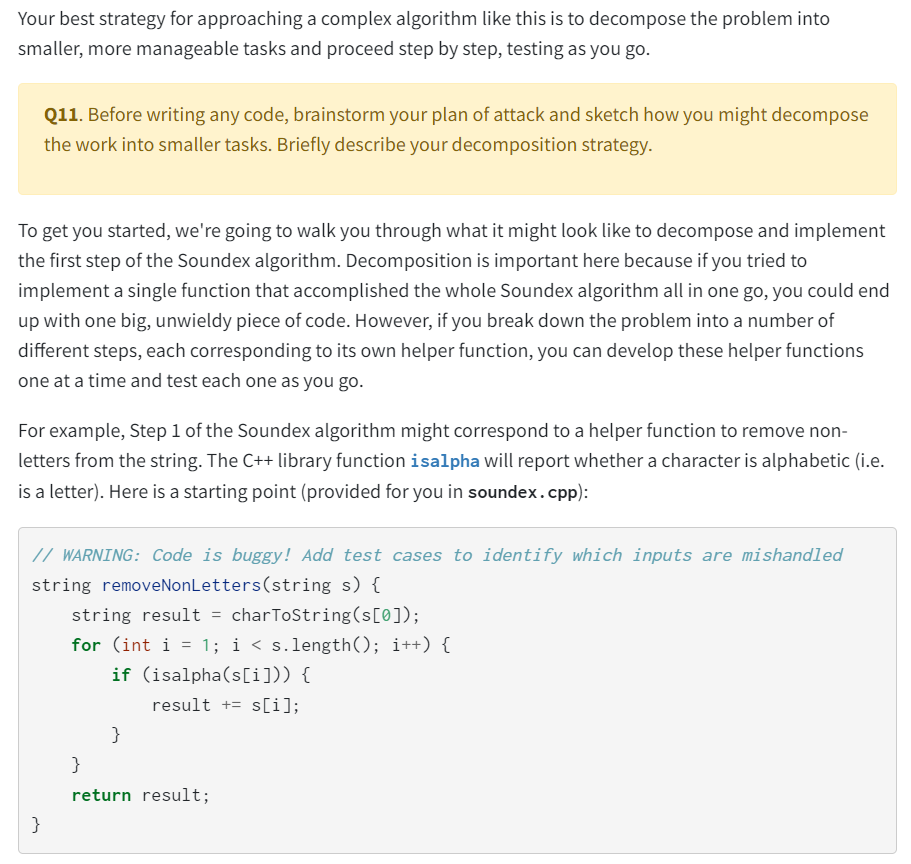 Your best strategy for approaching a complex algorithm like this is to decompose the problem into
smaller, more manageable tasks and proceed step by step, testing as you go.
Q11. Before writing any code, brainstorm your plan of attack and sketch how you might decompose
the work into smaller tasks. Briefly describe your decomposition strategy.
To get you started, we're going to walk you through what it might look like to decompose and implement
the first step of the Soundex algorithm. Decomposition is important here because if you tried to
implement a single function that accomplished the whole Soundex algorithm all in one go, you could end
up with one big, unwieldy piece of code. However, if you break down the problem into a number of
different steps, each corresponding to its own helper function, you can develop these helper functions
one at a time and test each one as you go.
For example, Step 1 of the Soundex algorithm might correspond to a helper function to remove non-
letters from the string. The C++ library function isalpha will report whether a character is alphabetic (i.e.
is a letter). Here is a starting point (provided for you in soundex.cpp):
// WARNING: Code is buggy! Add test cases to identify which inputs are mishandled
string removeNonLetters(string s) {
    string result = charToString(s[0]);
    for (int i = 1; i < s.length(); i++) {
        if (isalpha(s[i])) {
            result += s[i];
        }
    }
    return result;
}